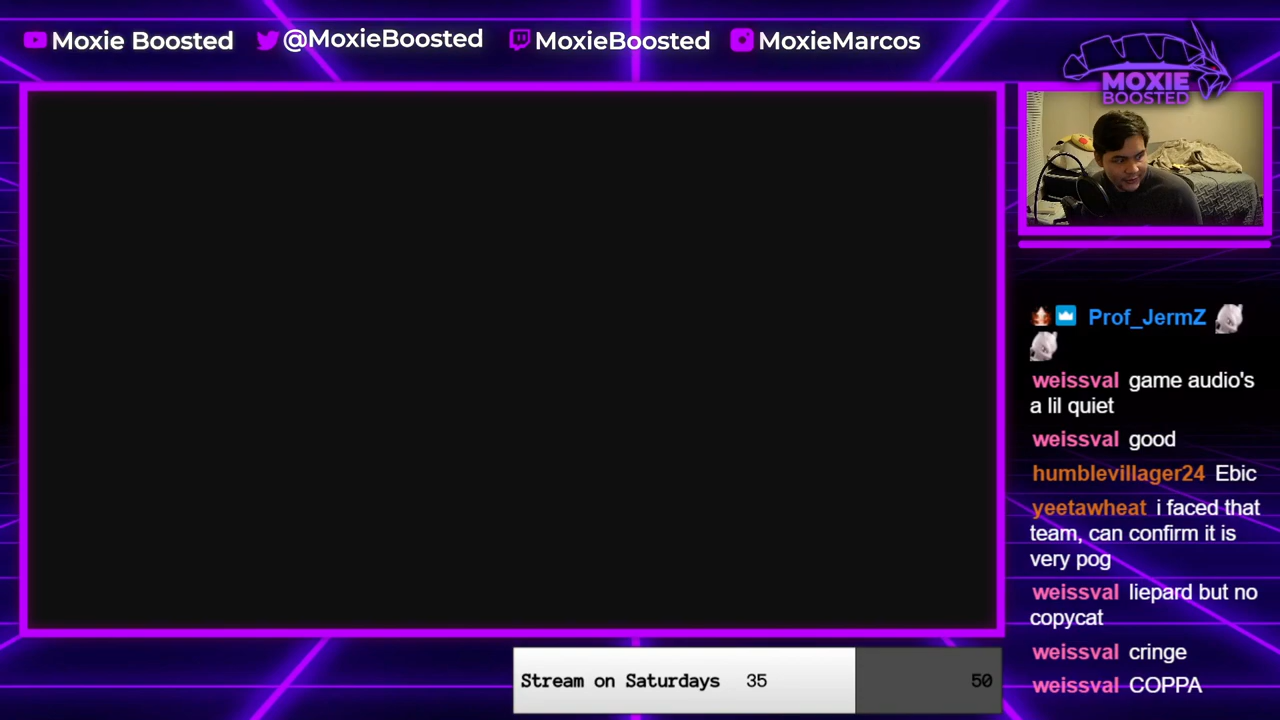 Moxie Boosted @MoxieBoosted MoxieBoosted MoxieMarcos
MOXIE
BOOSTED
Prof_JermZ
weissval game audio's
a lil quiet
weissval good
humblevillager24 Ebic
yeetawheat i faced that
team, can confirm it is
very pog
weissval liepard but no
copycat
weissval cringe
weissval COPPA
Stream on Saturdays 35 50